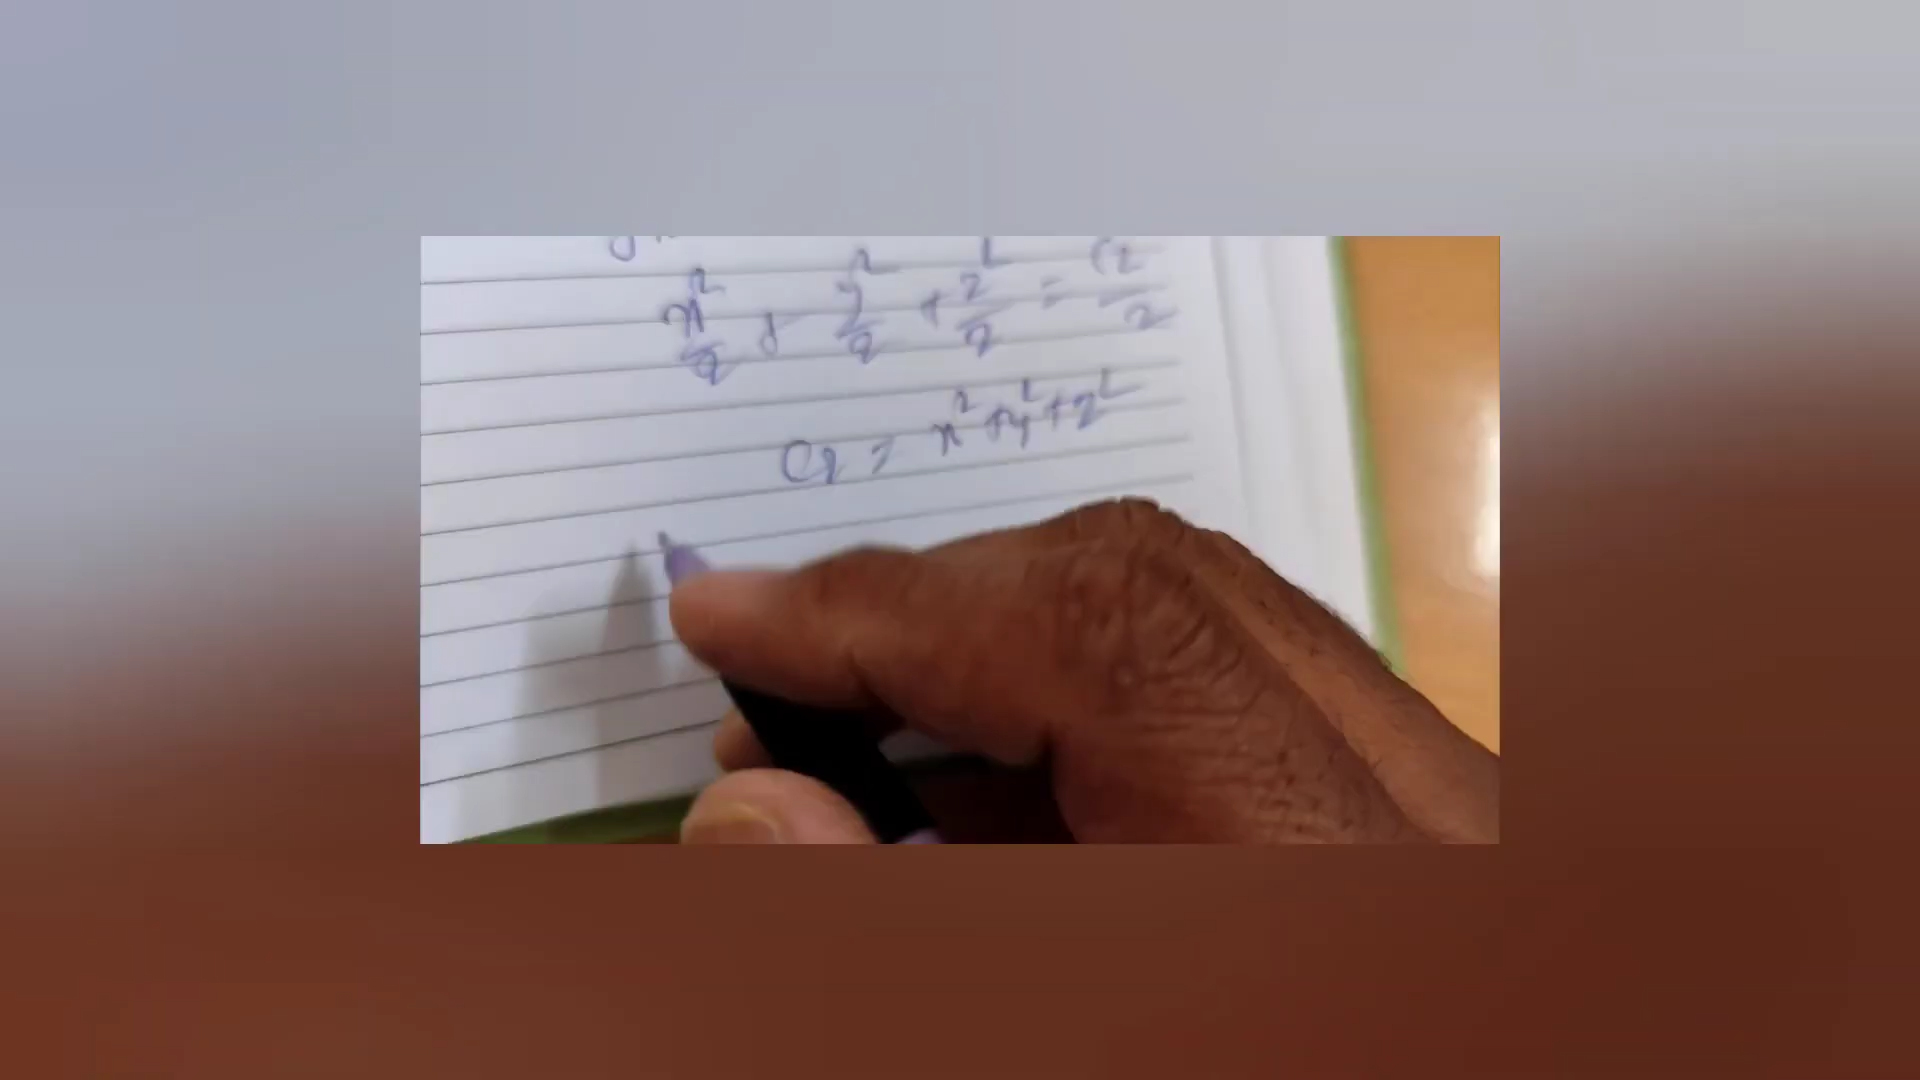 x²/2 + y²/2 + z²/2 = C₂/2
C₂ = x² + y² + z²